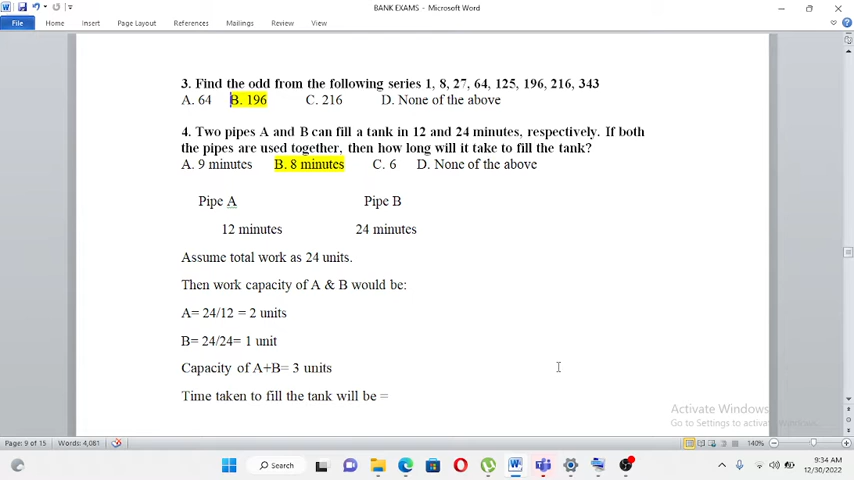 BANK EXAMS - Microsoft Word
File Home Insert Page Layout References Mailings Review View
3. Find the odd from the following series 1, 8, 27, 64, 125, 196, 216, 343
A. 64 B. 196 C. 216 D. None of the above
4. Two pipes A and B can fill a tank in 12 and 24 minutes, respectively. If both
the pipes are used together, then how long will it take to fill the tank?
A. 9 minutes B. 8 minutes C. 6 D. None of the above
Pipe A Pipe B
12 minutes 24 minutes
Assume total work as 24 units.
Then work capacity of A & B would be:
A= 24/12 = 2 units
B= 24/24= 1 unit
Capacity of A+B= 3 units
Time taken to fill the tank will be =
Activate Windows
Go to Settings to activate Windows.
Page: 9 of 15 Words: 4,081 140%
Search
9:34 AM
12/30/2022